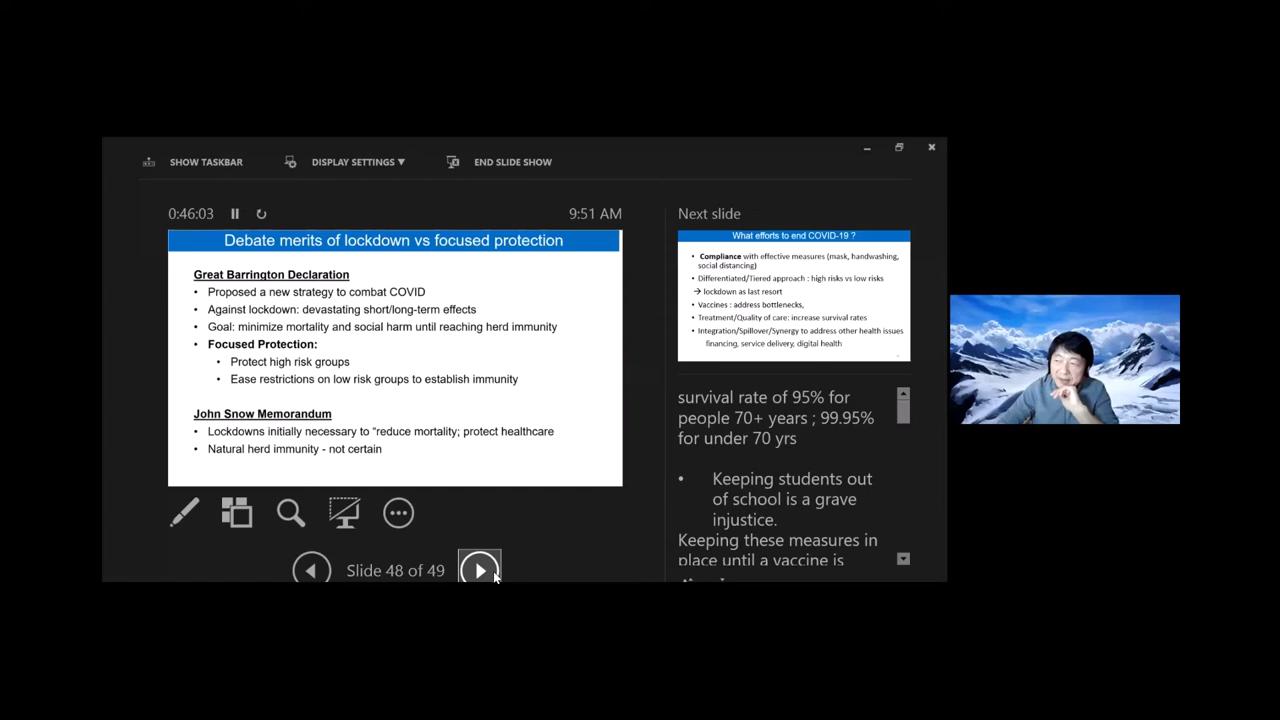 SHOW TASKBAR DISPLAY SETTINGS ▼ END SLIDE SHOW
0:46:03 9:51 AM
Debate merits of lockdown vs focused protection
Great Barrington Declaration
• Proposed a new strategy to combat COVID
• Against lockdown: devastating short/long-term effects
• Goal: minimize mortality and social harm until reaching herd immunity
• Focused Protection:
• Protect high risk groups
• Ease restrictions on low risk groups to establish immunity
John Snow Memorandum
• Lockdowns initially necessary to “reduce mortality; protect healthcare
• Natural herd immunity - not certain
Slide 48 of 49
Next slide
What efforts to end COVID-19 ?
• Compliance with effective measures (mask, handwashing,
social distancing)
• Differentiated/Tiered approach : high risks vs low risks
→ lockdown as last resort
• Vaccines : address bottlenecks,
• Treatment/Quality of care: increase survival rates
• Integration/Spillover/Synergy to address other health issues
financing, service delivery, digital health
survival rate of 95% for
people 70+ years ; 99.95%
for under 70 yrs
• Keeping students out
of school is a grave
injustice.
Keeping these measures in
place until a vaccine is